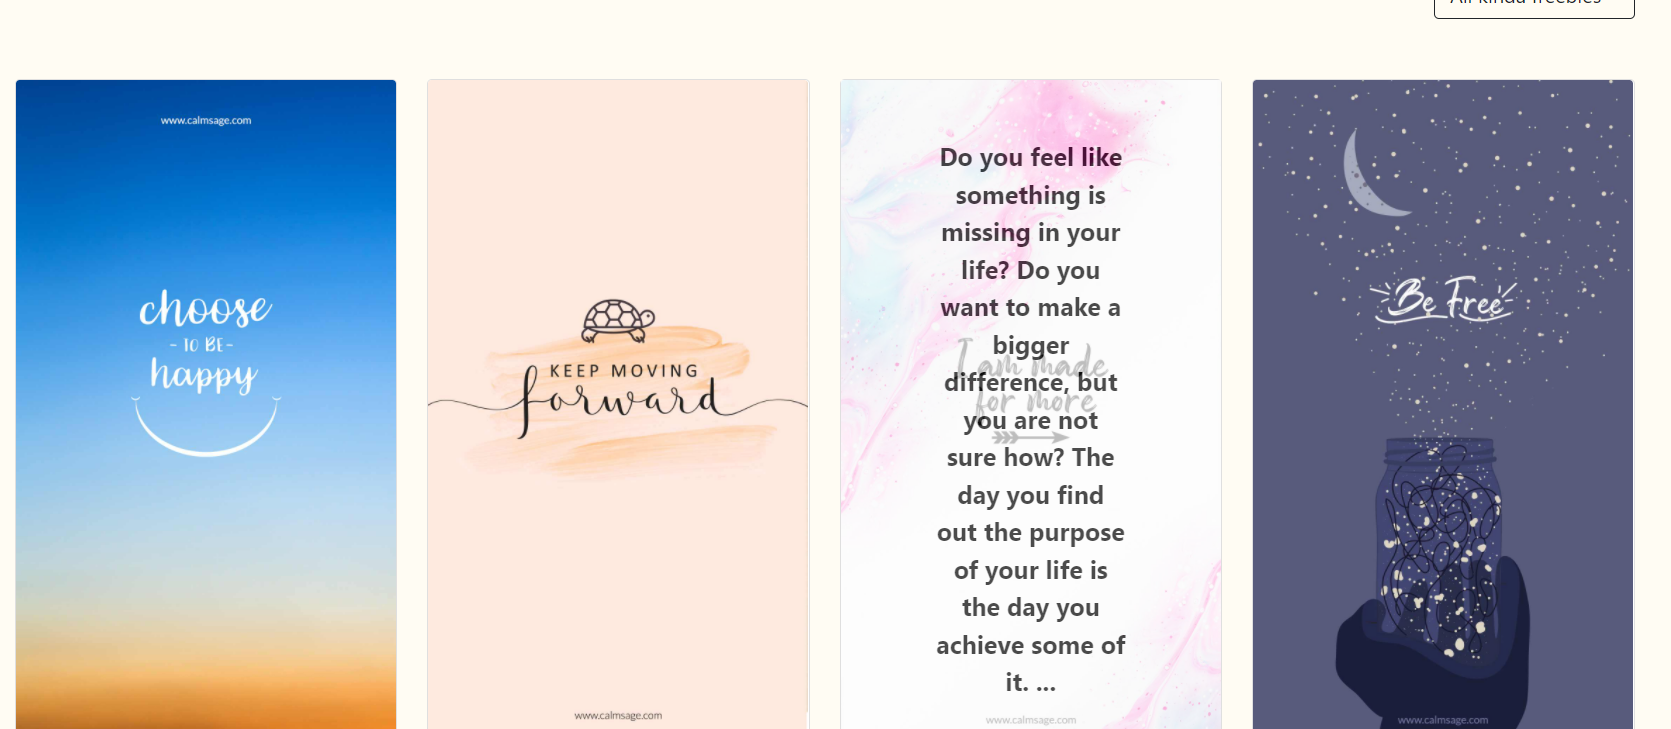 All kinda freebies
www.calmsage.com
choose
- TO BE -
happy
KEEP MOVING
forward
www.calmsage.com
Do you feel like
something is
missing in your
life? Do you
want to make a
bigger
difference, but
you are not
sure how? The
day you find
out the purpose
of your life is
the day you
achieve some of
it. ...
I am made
for more
www.calmsage.com
Be Free
www.calmsage.com